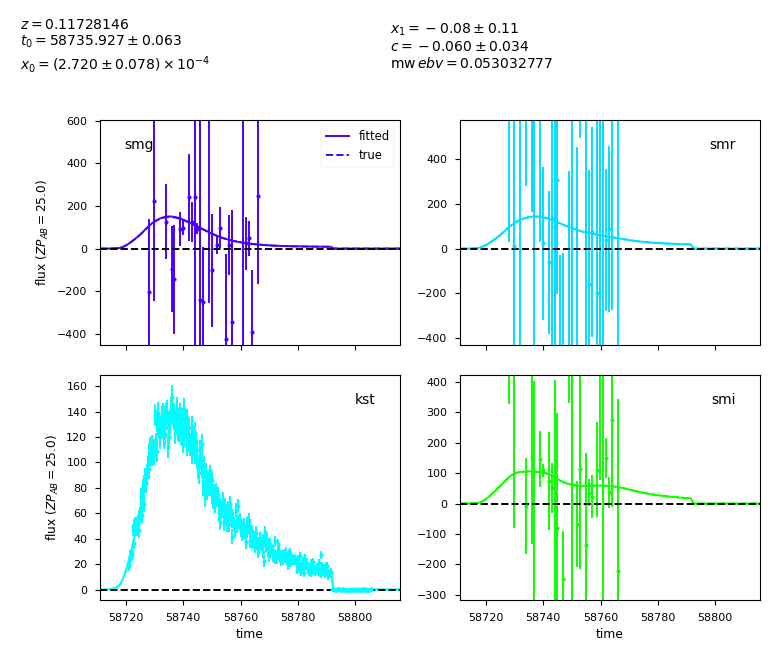 z = 0.11728146
t₀ = 58735.927 ± 0.063
x₀ = (2.720 ± 0.078) × 10⁻⁴
x₁ = −0.08 ± 0.11
c = −0.060 ± 0.034
mw ebv = 0.053032777
smg
fitted
true
600
400
200
0
−200
−400
flux (ZP_AB = 25.0)
smr
400
200
0
−200
−400
kst
160
140
120
100
80
60
40
20
0
flux (ZP_AB = 25.0)
58720 58740 58760 58780 58800
time
smi
400
300
200
100
0
−100
−200
−300
58720 58740 58760 58780 58800
time